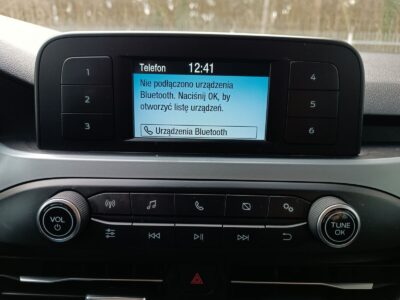 Telefon 12:41
1
2
3
Nie podłączono urządzenia
Bluetooth. Naciśnij OK, by
otworzyć listę urządzeń.
Urządzenia Bluetooth
4
5
6
VOL
TUNE
OK